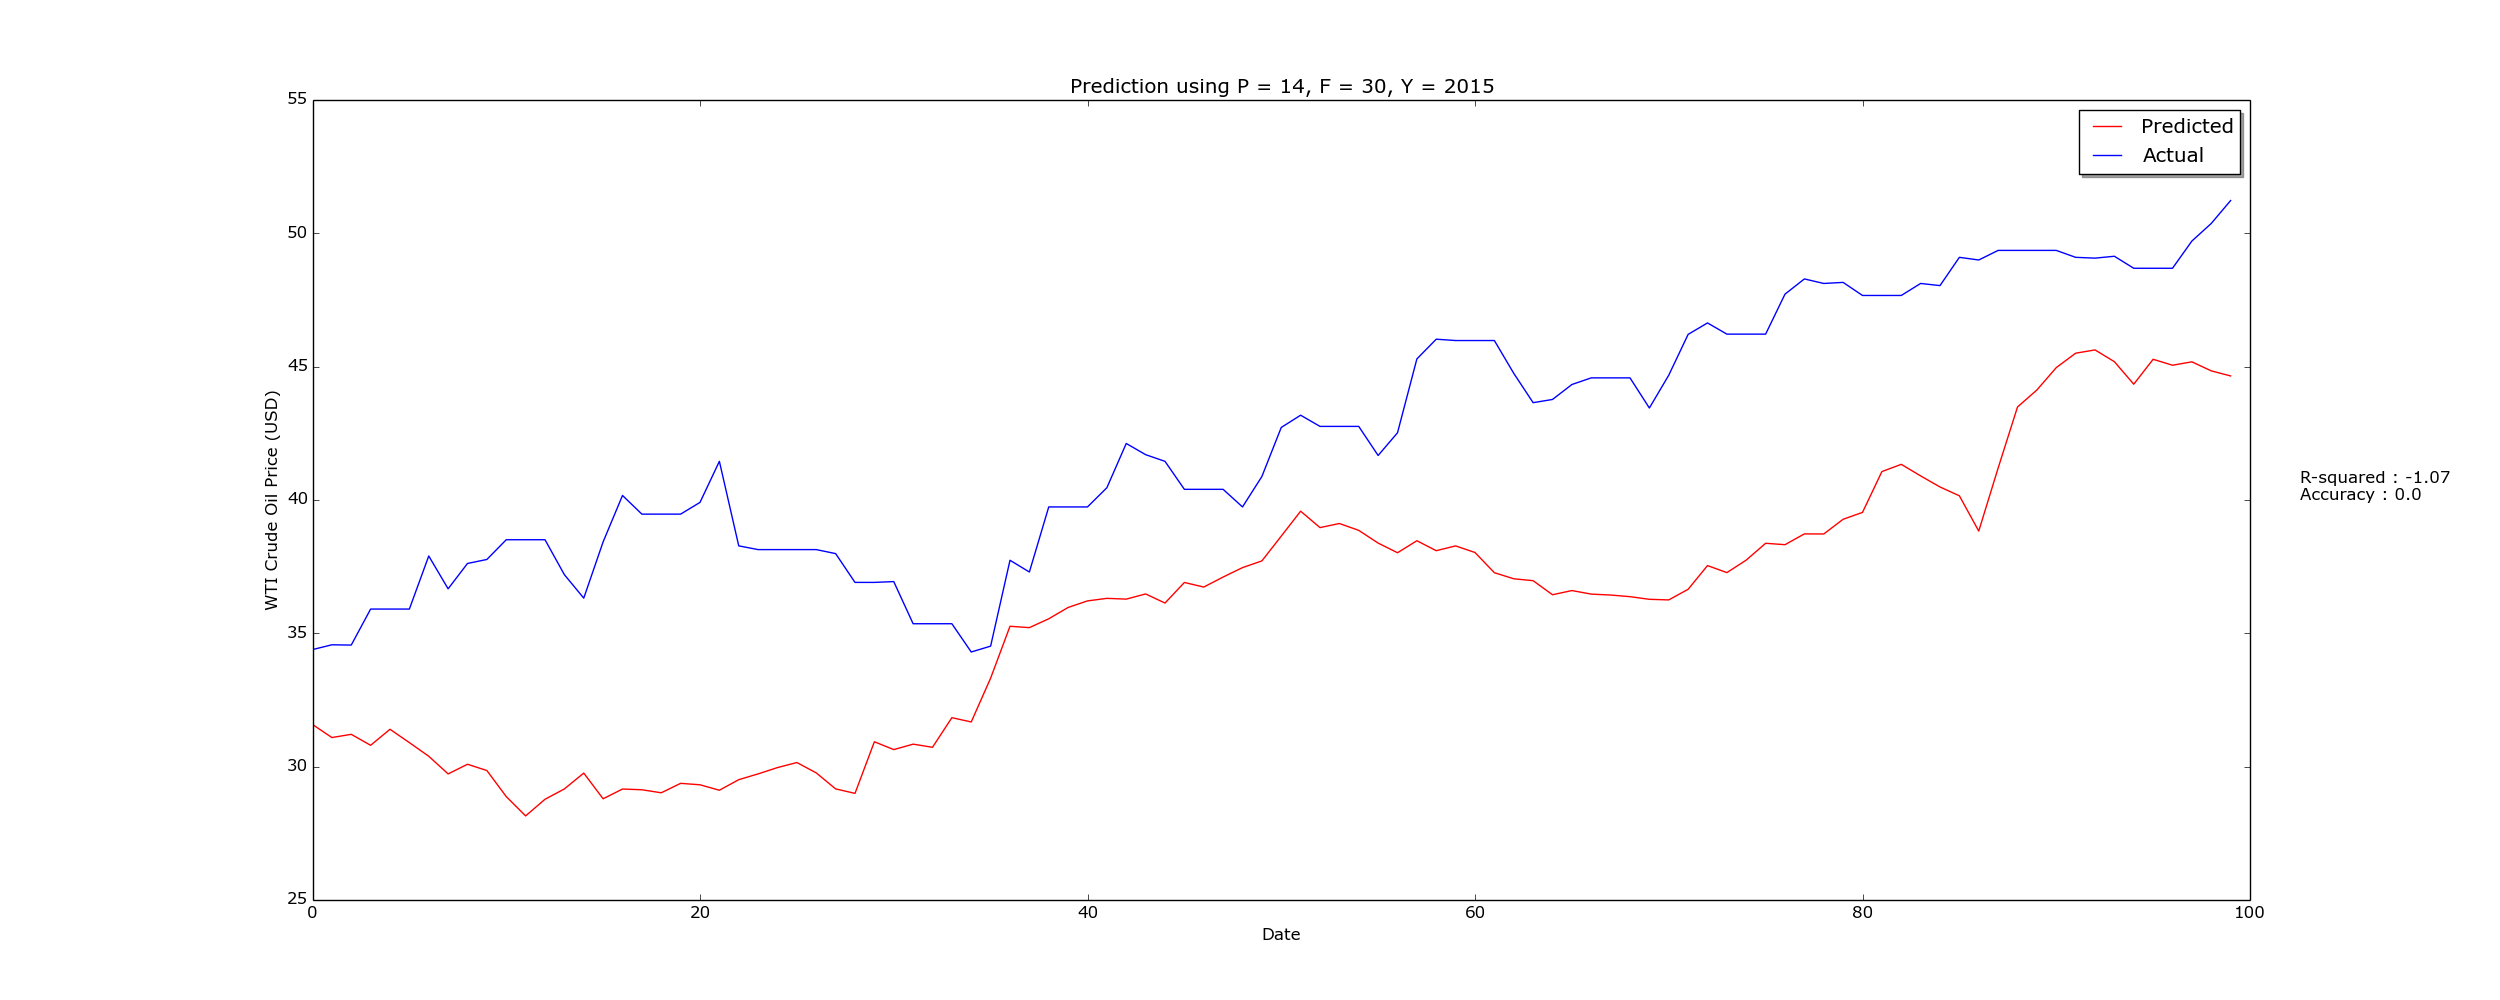 Prediction using P = 14, F = 30, Y = 2015
Predicted
Actual
55
50
45
40
35
30
25
WTI Crude Oil Price (USD)
R-squared : -1.07
Accuracy : 0.0
0
20
40
60
80
100
Date